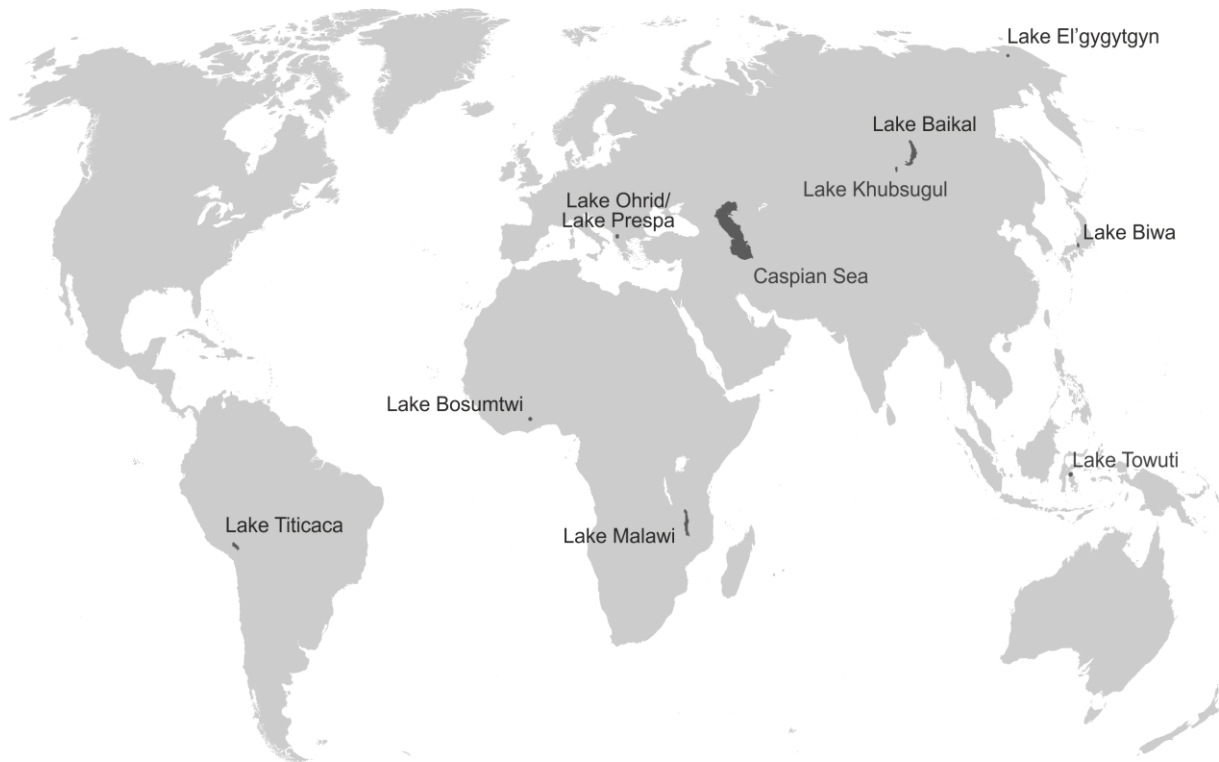 Lake El'gygytgyn
Lake Baikal
Lake Khubsugul
Lake Ohrid/
Lake Prespa
Lake Biwa
Caspian Sea
Lake Bosumtwi
Lake Towuti
Lake Titicaca
Lake Malawi